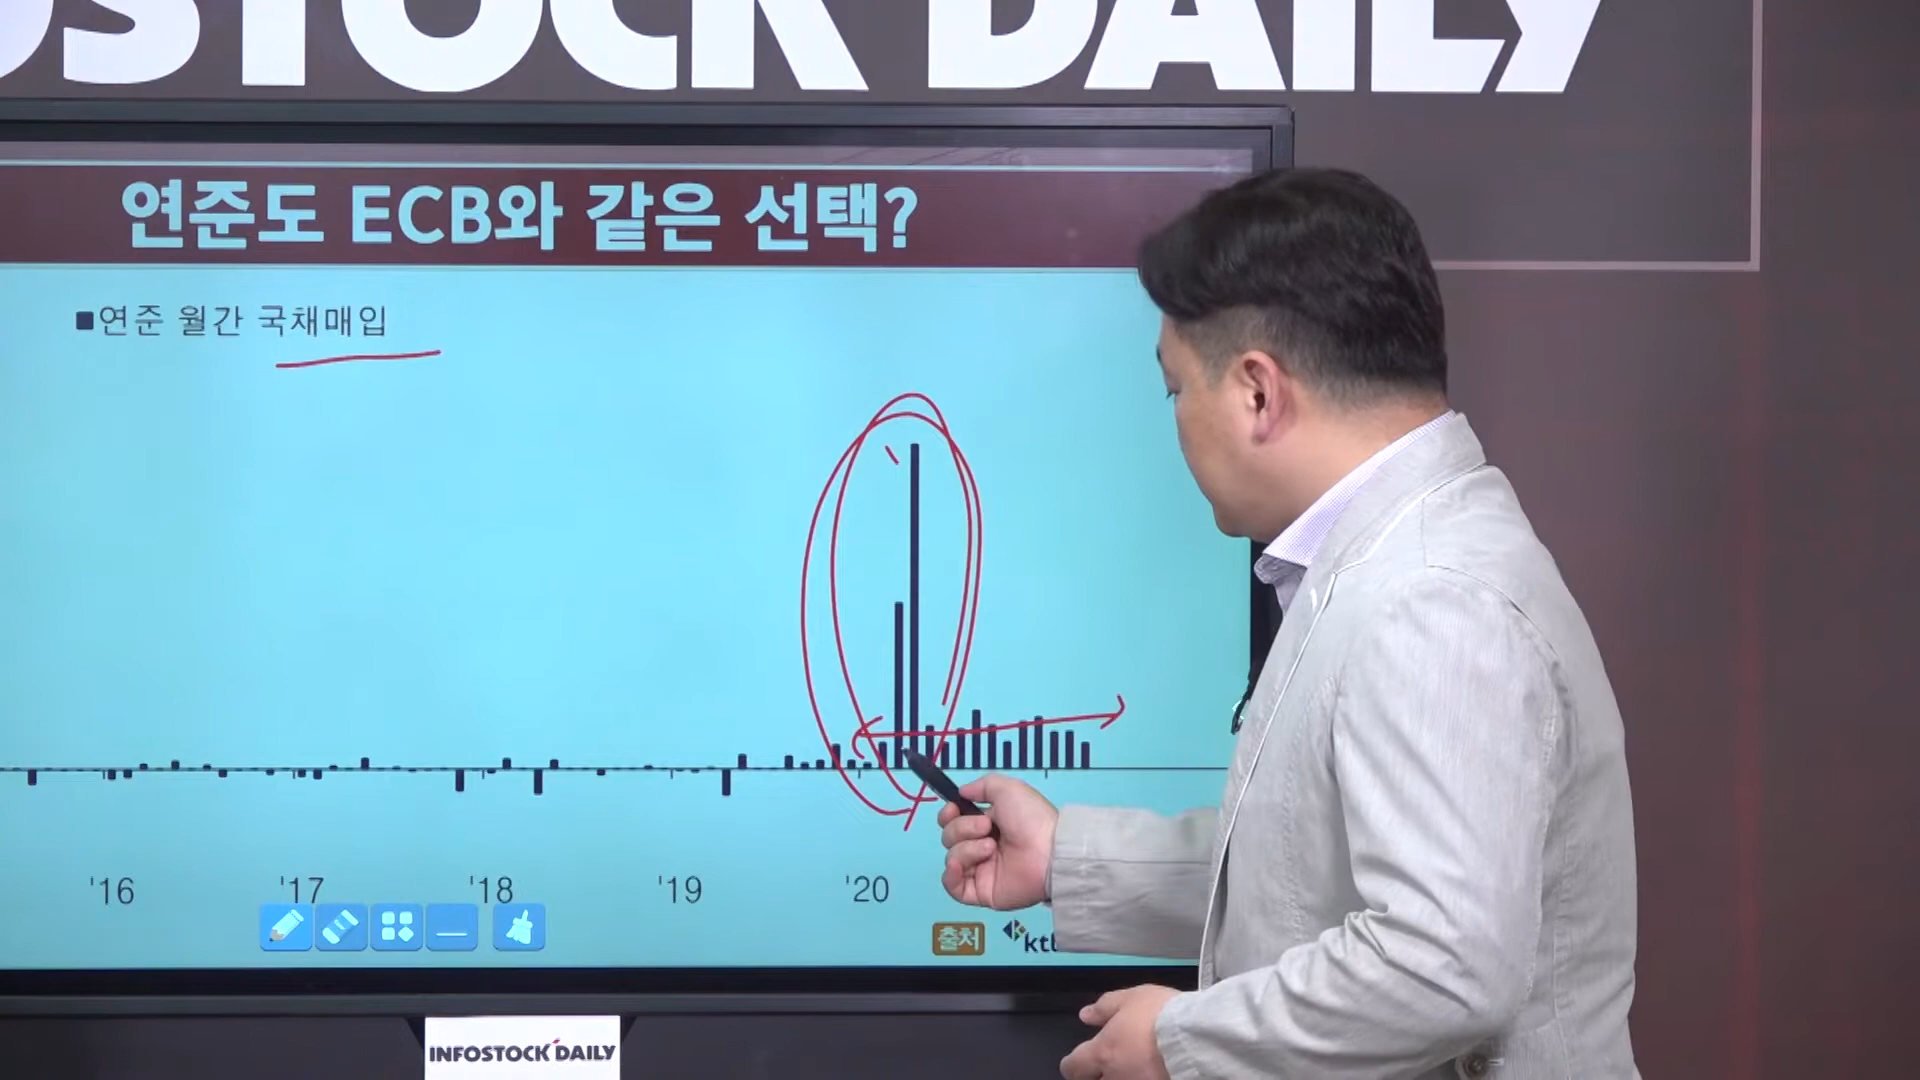 OSTOCK DAILY
연준도 ECB와 같은 선택?
■연준 월간 국채매입
'16 '17 '18 '19 '20
출처 ktb
INFOSTOCK DAILY